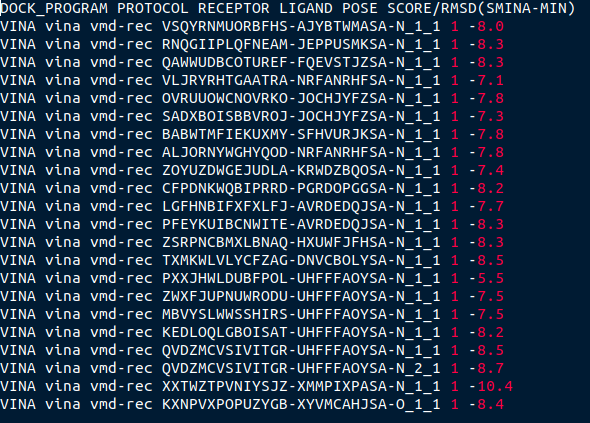 DOCK_PROGRAM PROTOCOL RECEPTOR LIGAND POSE SCORE/RMSD(SMINA-MIN)
VINA vina vmd-rec VSQYRNMUORBFHS-AJYBTWMASA-N_1_1 1 -8.0
VINA vina vmd-rec RNQGIIPLQFNEAM-JEPPUSMKSA-N_1_1 1 -8.3
VINA vina vmd-rec QAWWUDBCOTUREF-FQEVSTJZSA-N_1_1 1 -8.3
VINA vina vmd-rec VLJRYRMHTGAATRA-NRFANRHFSA-N_1_1 1 -7.1
VINA vina vmd-rec OVRUUOWCNOVRKO-JOCHJYFZSA-N_1_1 1 -7.8
VINA vina vmd-rec SADXBOISBBVROJ-JOCHJYFZSA-N_1_1 1 -7.3
VINA vina vmd-rec BABWTMFIEKUXMY-SFHVURJKSA-N_1_1 1 -7.8
VINA vina vmd-rec ALJORNYWGHYQOD-NRFANRHFSA-N_1_1 1 -7.8
VINA vina vmd-rec ZOYUZDWGEJUDLA-KRWDZBQOSA-N_1_1 1 -7.4
VINA vina vmd-rec CFPDNKWQBIPRRD-PGRDOPGGSA-N_1_1 1 -8.2
VINA vina vmd-rec LGFHNBIFXFXLFJ-AVRDEDQJSA-N_1_1 1 -7.7
VINA vina vmd-rec PFEYKUIBCNWITE-AVRDEDQJSA-N_1_1 1 -8.3
VINA vina vmd-rec ZSRPNCBMXLBNAQ-HXUWFJFHSA-N_1_1 1 -8.3
VINA vina vmd-rec TXMKWLVLYCFZAG-DNVCBOLYSA-N_1_1 1 -8.5
VINA vina vmd-rec PXXJHWLDUBFPOL-UHFFFAOYSA-N_1_1 1 -5.5
VINA vina vmd-rec ZWXFJUPNUWRODU-UHFFFAOYSA-N_1_1 1 -7.5
VINA vina vmd-rec MBVYSLWWSSHIRS-UHFFFAOYSA-N_1_1 1 -7.5
VINA vina vmd-rec KEDLOQLGBOISAT-UHFFFAOYSA-N_1_1 1 -8.2
VINA vina vmd-rec QVDZMCVSIVITGR-UHFFFAOYSA-N_1_1 1 -8.5
VINA vina vmd-rec QVDZMCVSIVITGR-UHFFFAOYSA-N_2_1 1 -8.7
VINA vina vmd-rec XXTWZTPVNIYSJZ-XMMPIXPASA-N_1_1 1 -10.4
VINA vina vmd-rec KXNPVXPOPUZYGB-XYVMCAHJSA-O_1_1 1 -8.4